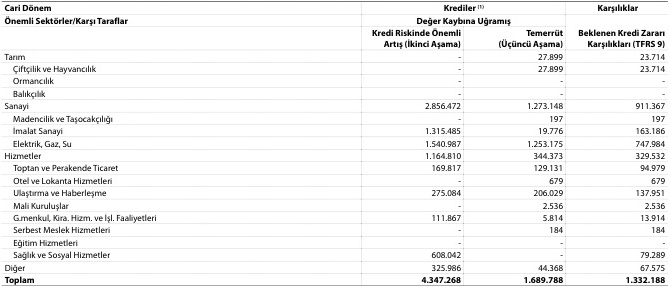 Cari Dönem Krediler (1) Karşılıklar
Önemli Sektörler/Karşı Taraflar Değer Kaybına Uğramış
Kredi Riskinde Önemli Temerrüt Beklenen Kredi Zararı
Artış (İkinci Aşama) (Üçüncü Aşama) Karşılıkları (TFRS 9)
Tarım - 27.899 23.714
Çiftçilik ve Hayvancılık - 27.899 23.714
Ormancılık - - -
Balıkçılık - - -
Sanayi 2.856.472 1.273.148 911.367
Madencilik ve Taşocakçılığı - 197 197
İmalat Sanayi 1.315.485 19.776 163.186
Elektrik, Gaz, Su 1.540.987 1.253.175 747.984
Hizmetler 1.164.810 344.373 329.532
Toptan ve Perakende Ticaret 169.817 129.131 94.979
Otel ve Lokanta Hizmetleri - 679 679
Ulaştırma ve Haberleşme 275.084 206.029 137.951
Mali Kuruluşlar - 2.536 2.536
G.menkul, Kira. Hizm. ve İşl. Faaliyetleri 111.867 5.814 13.914
Serbest Meslek Hizmetleri - 184 184
Eğitim Hizmetleri - - -
Sağlık ve Sosyal Hizmetler 608.042 - 79.289
Diğer 325.986 44.368 67.575
Toplam 4.347.268 1.689.788 1.332.188